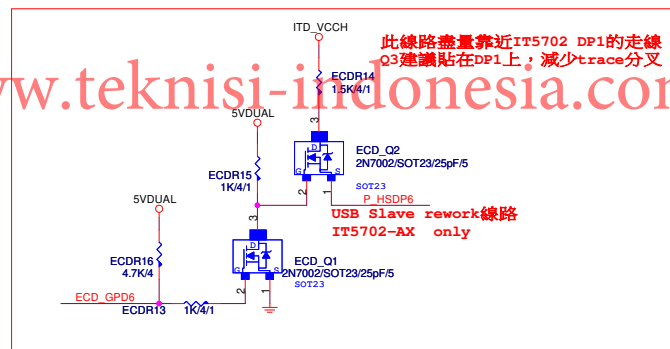 ITD_VCCH
此線路盡量靠近IT5702 DP1的走線
Q3建議貼在DP1上，減少trace分叉
ECDR14
1.5K/4/1
www.teknisi-indonesia.com
5VDUAL
3
D
ECD_Q2
2N7002/SOT23/25pF/5
G
S
ECDR15
1K/4/1
SOT23
2
1
P_HSDP6
5VDUAL
USB Slave rework線路
IT5702-AX only
3
D
ECDR16
4.7K/4
ECD_Q1
2N7002/SOT23/25pF/5
G
S
SOT23
ECD_GPD6
2
1
ECDR13
1K/4/1